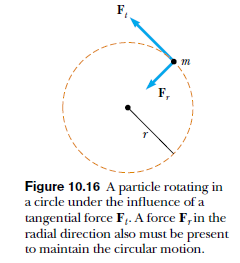 F_t
m
F_r
r
Figure 10.16 A particle rotating in
a circle under the influence of a
tangential force F_t. A force F_r in the
radial direction also must be present
to maintain the circular motion.